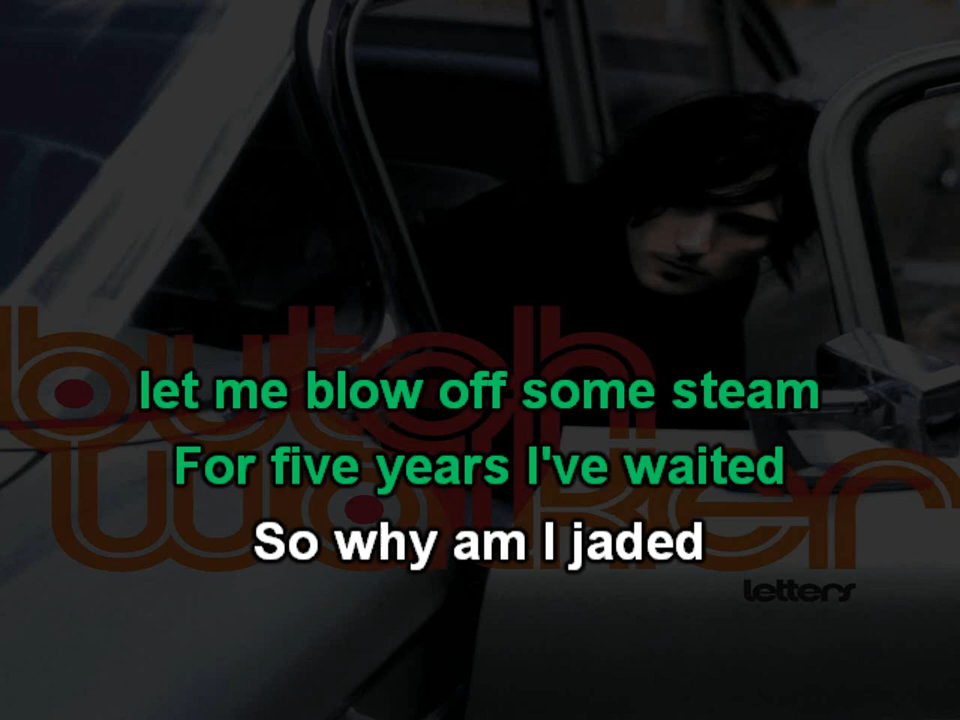 butch
walker
let me blow off some steam
For five years I've waited
So why am I jaded
letters